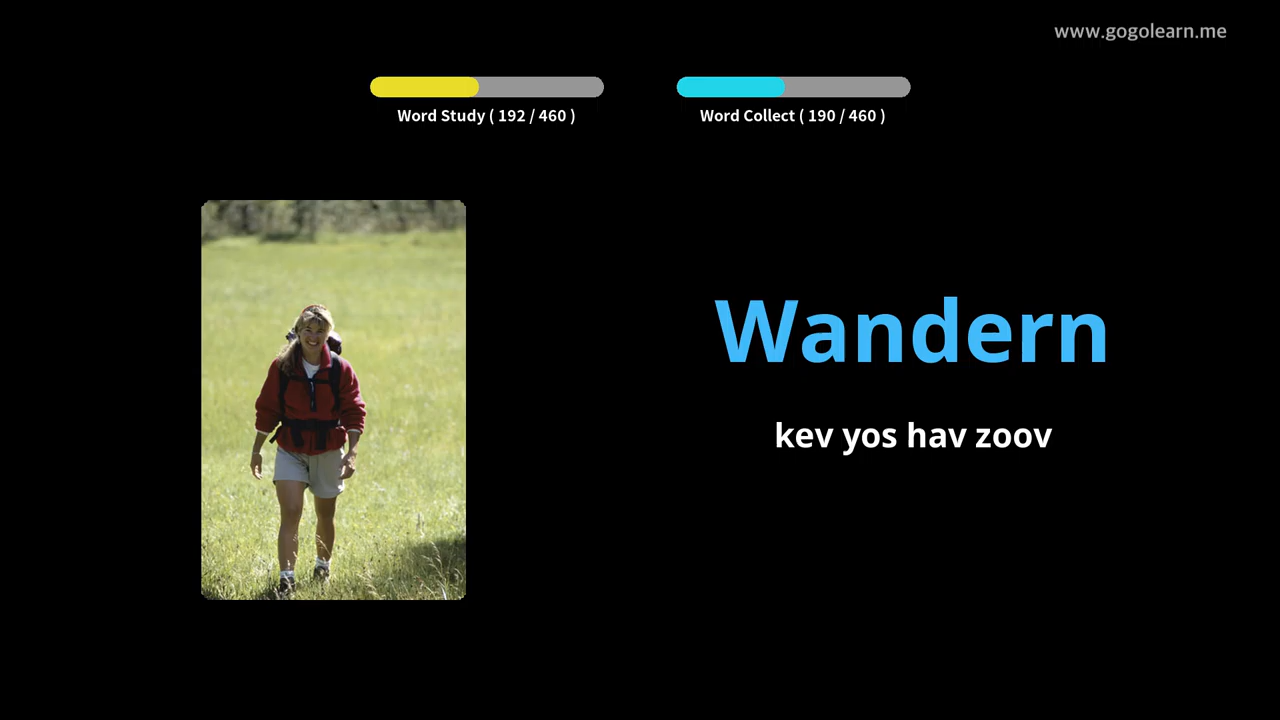 www.gogolearn.me
Word Study ( 192 / 460 )
Word Collect ( 190 / 460 )
Wandern
kev yos hav zoov